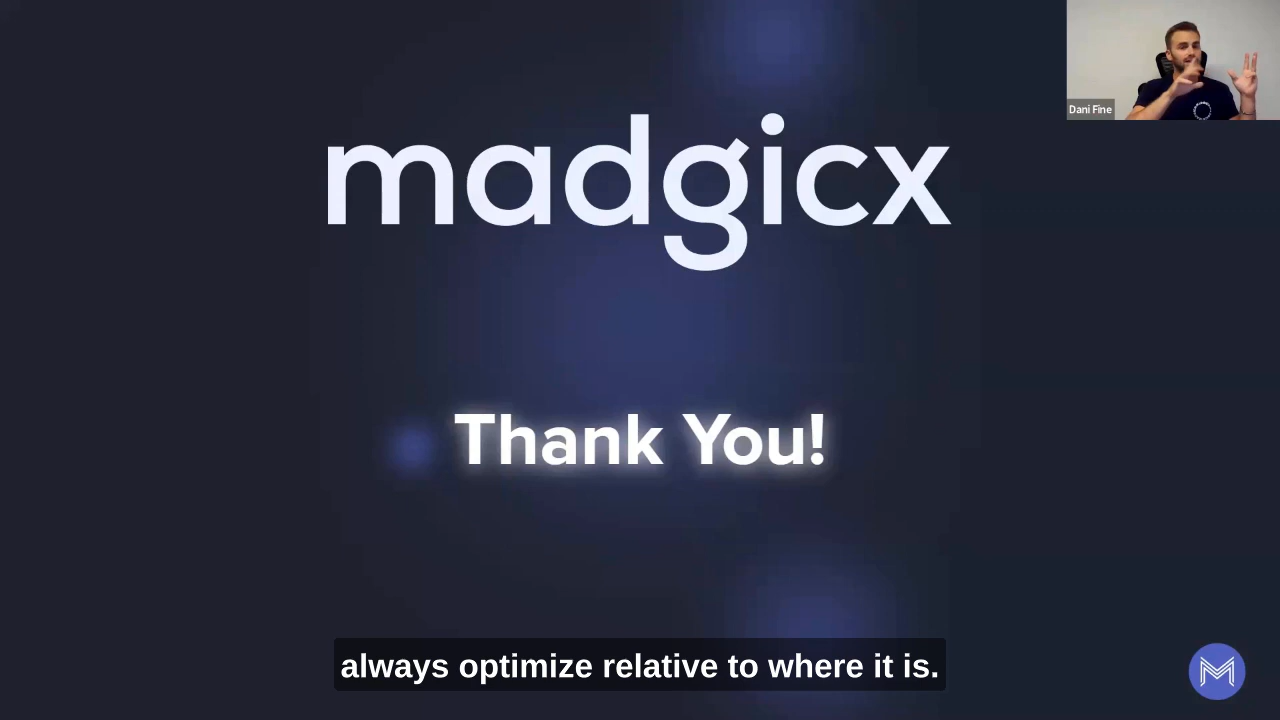 Dani Fine
madgicx
Thank You!
always optimize relative to where it is.